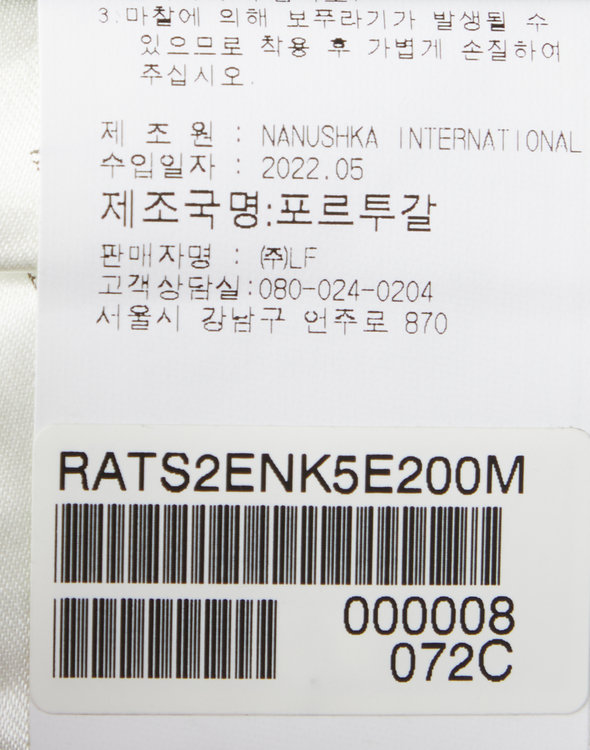 3.마찰에 의해 보푸라기가 발생될 수
있으므로 착용 후 가볍게 손질하여
주십시오.
제 조 원 : NANUSHKA INTERNATIONAL
수입일자 : 2022.05
제조국명:포르투갈
판매자명 : ㈜LF
고객상담실:080-024-0204
서울시 강남구 언주로 870
RATS2ENK5E200M
000008
072C